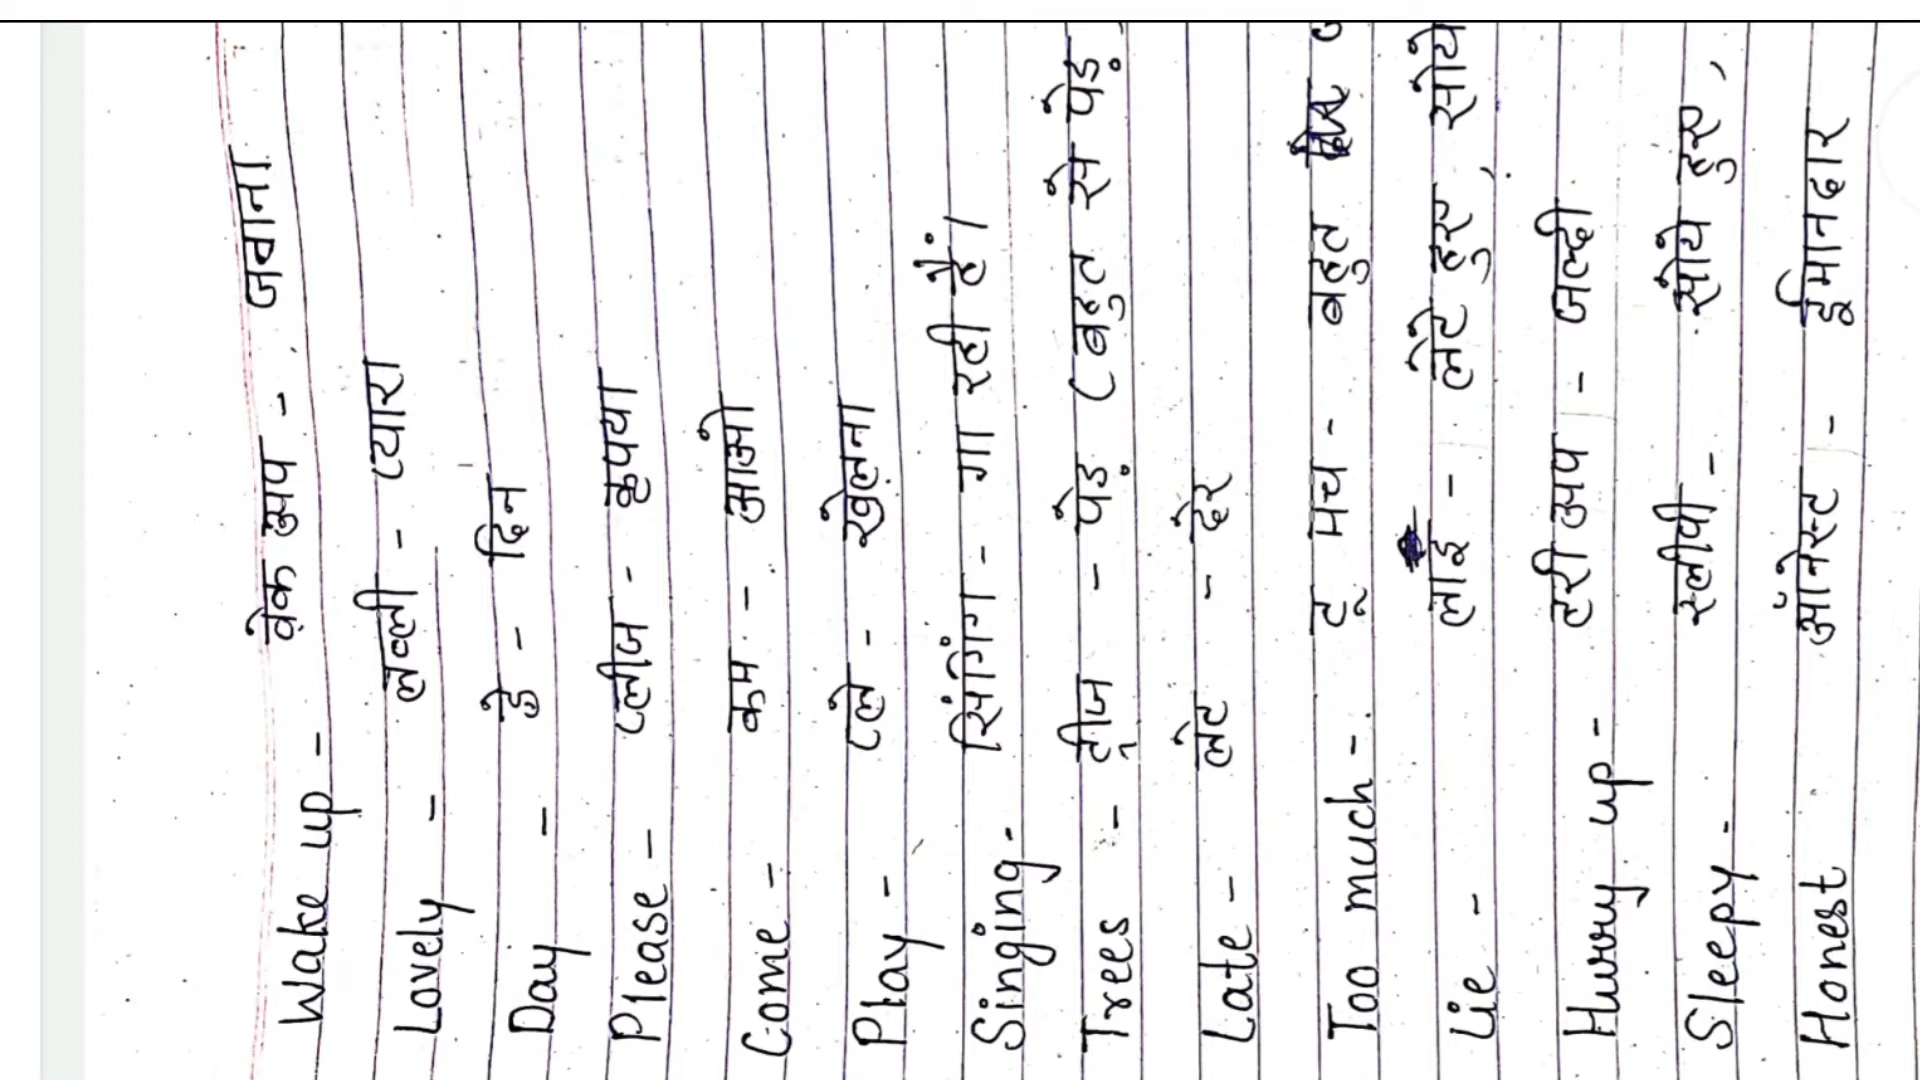 Wake up - वेक अप - जगाना
Lovely - लव्ली - प्यारा
Day - डे - दिन
Please - प्लीज - कृपया
Come - कम - आओ
Play - प्ले - खेलना
Singing - सिंगिंग - गा रही हैं।
Trees - ट्रीज - पेड़ (बहुत से पेड़
Late - लेट - देर
Too much - टू मच - बहुत
Lie - लाइ - लेटे हुए, सोये
Hurry up - हरी अप - जल्दी
Sleepy - स्लीपी - सोये हुए,
Honest ऑनेस्ट - ईमानदार